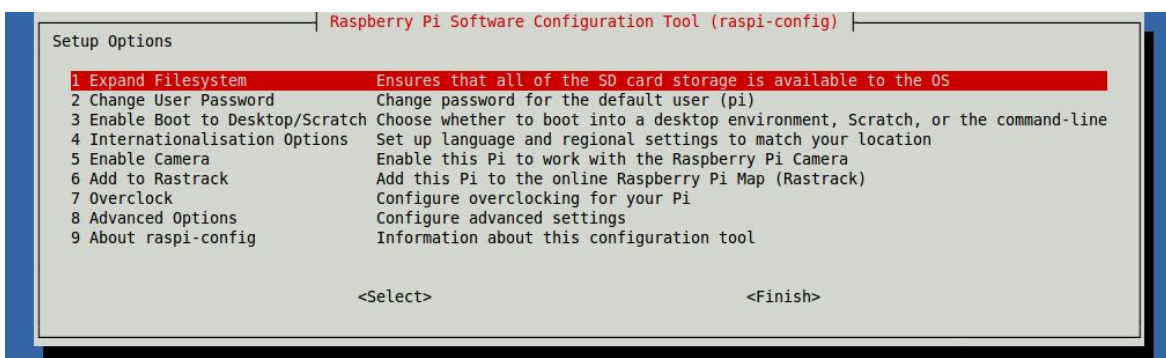 Raspberry Pi Software Configuration Tool (raspi-config)
Setup Options
1 Expand Filesystem Ensures that all of the SD card storage is available to the OS
2 Change User Password Change password for the default user (pi)
3 Enable Boot to Desktop/Scratch Choose whether to boot into a desktop environment, Scratch, or the command-line
4 Internationalisation Options Set up language and regional settings to match your location
5 Enable Camera Enable this Pi to work with the Raspberry Pi Camera
6 Add to Rastrack Add this Pi to the online Raspberry Pi Map (Rastrack)
7 Overclock Configure overclocking for your Pi
8 Advanced Options Configure advanced settings
9 About raspi-config Information about this configuration tool
<Select> <Finish>